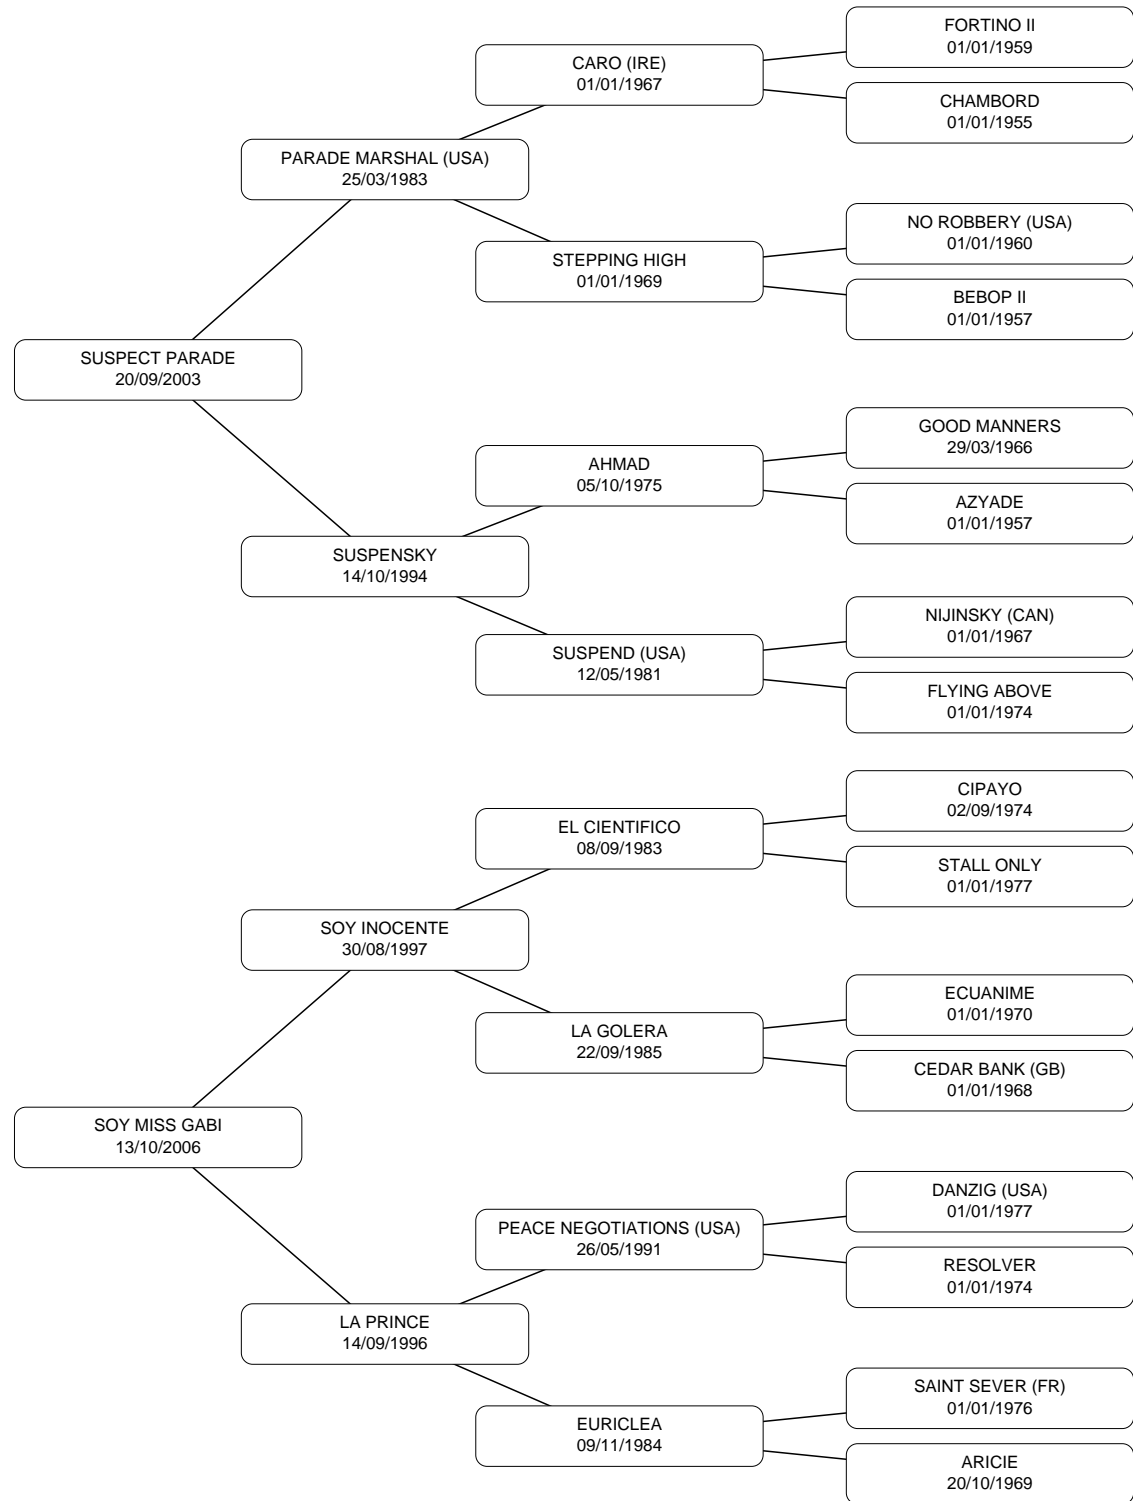 FORTINO II
01/01/1959
CARO (IRE)
01/01/1967
CHAMBORD
01/01/1955
PARADE MARSHAL (USA)
25/03/1983
NO ROBBERY (USA)
01/01/1960
STEPPING HIGH
01/01/1969
BEBOP II
01/01/1957
SUSPECT PARADE
20/09/2003
GOOD MANNERS
29/03/1966
AHMAD
05/10/1975
AZYADE
01/01/1957
SUSPENSKY
14/10/1994
NIJINSKY (CAN)
01/01/1967
SUSPEND (USA)
12/05/1981
FLYING ABOVE
01/01/1974
CIPAYO
02/09/1974
EL CIENTIFICO
08/09/1983
STALL ONLY
01/01/1977
SOY INOCENTE
30/08/1997
ECUANIME
01/01/1970
LA GOLERA
22/09/1985
CEDAR BANK (GB)
01/01/1968
SOY MISS GABI
13/10/2006
DANZIG (USA)
01/01/1977
PEACE NEGOTIATIONS (USA)
26/05/1991
RESOLVER
01/01/1974
LA PRINCE
14/09/1996
SAINT SEVER (FR)
01/01/1976
EURICLEA
09/11/1984
ARICIE
20/10/1969